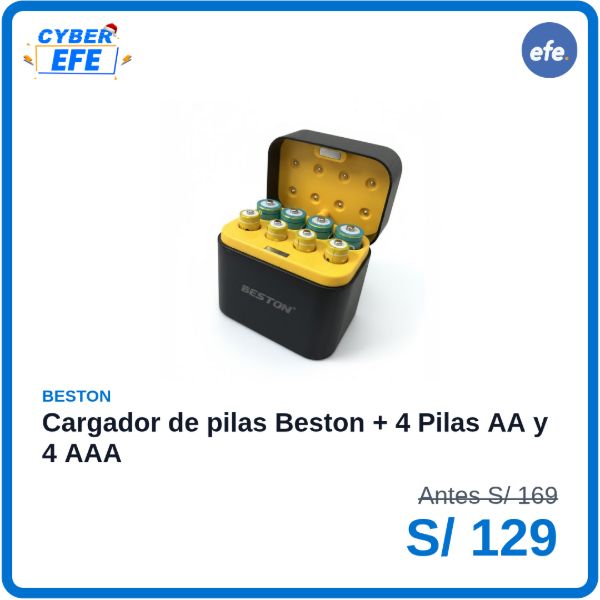 CYBER
EFE
efe.
BESTON
BESTON
Cargador de pilas Beston + 4 Pilas AA y
4 AAA
Antes S/ 169
S/ 129